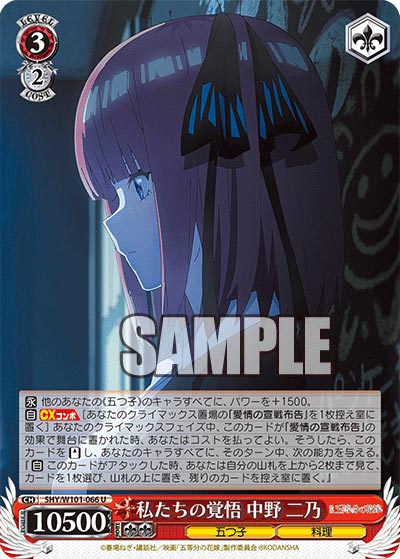 LEVEL
3
2
COST
SAMPLE
永 他のあなたの《五つ子》のキャラすべてに、パワーを+1500。
自 CXコンボ [あなたのクライマックス置場の「愛情の宣戦布告」を1枚控え室に
置く] あなたのクライマックスフェイズ中、このカードが「愛情の宣戦布告」
の効果で舞台に置かれた時、あなたはコストを払ってよい。そうしたら、このカー
ドを し、あなたのキャラすべてに、そのターン中、次の能力を与える。
『自 このカードがアタックした時、あなたは自分の山札を上から2枚まで見て、
カードを1枚選び、山札の上に戻し、残りのカードを控え室に置く。』
CH 5HY/W101-066 U
私たちの覚悟 中野 二乃
10500
五つ子
料理
©春場ねぎ・講談社/映画「五等分の花嫁」製作委員会 ©KODANSHA